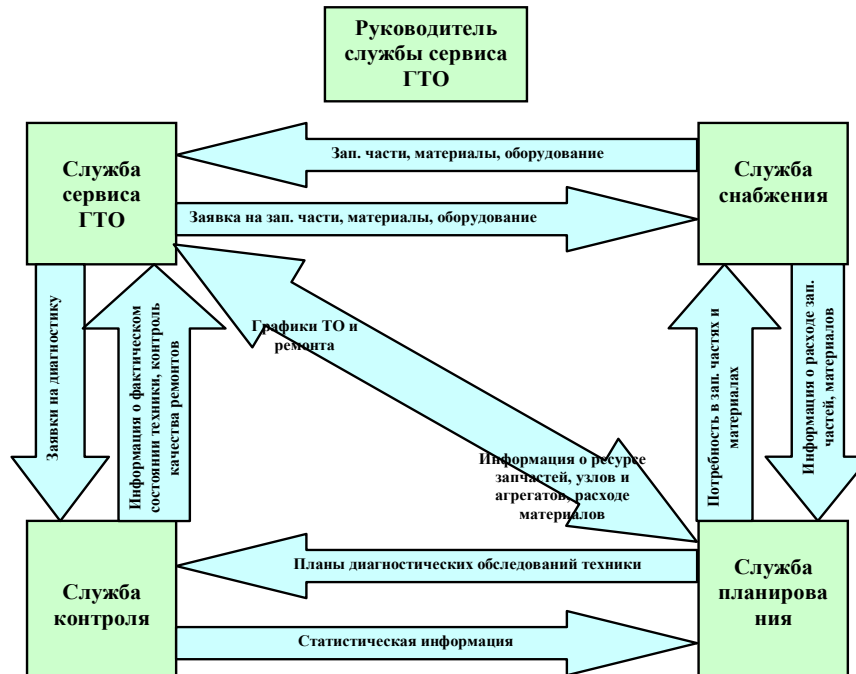 Руководитель
службы сервиса
ГТО
Служба
сервиса
ГТО
Зап. части, материалы, оборудование
Служба
снабжения
Заявка на зап. части, материалы, оборудование
Заявки на диагностику
Информация о фактическом
состоянии техники, контроль
качества ремонтов
Графики ТО и
ремонта
Информация о ресурсе
запчастей, узлов и
агрегатов, расходе
материалов
Потребность в зап. частях и
материалах
Информация о расходе зап.
частей, материалов
Служба
контроля
Планы диагностических обследований техники
Служба
планирова
ния
Статистическая информация